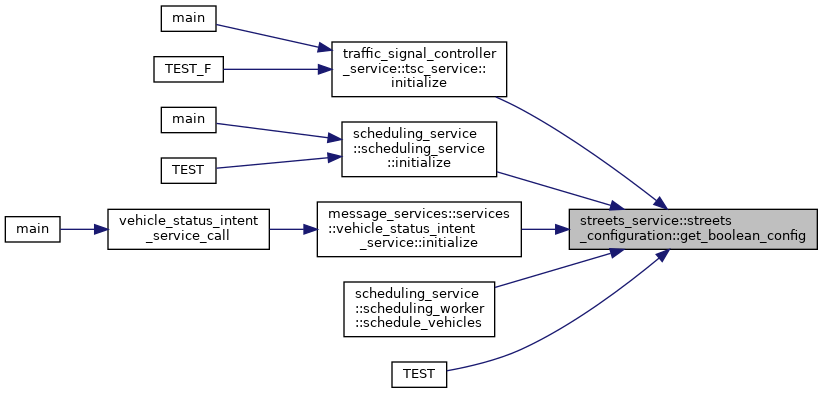 main
TEST_F
traffic_signal_controller
_service::tsc_service::
initialize
main
TEST
scheduling_service
::scheduling_service
::initialize
main
vehicle_status_intent
_service_call
message_services::services
::vehicle_status_intent
_service::initialize
streets_service::streets
_configuration::get_boolean_config
scheduling_service
::scheduling_worker
::schedule_vehicles
TEST